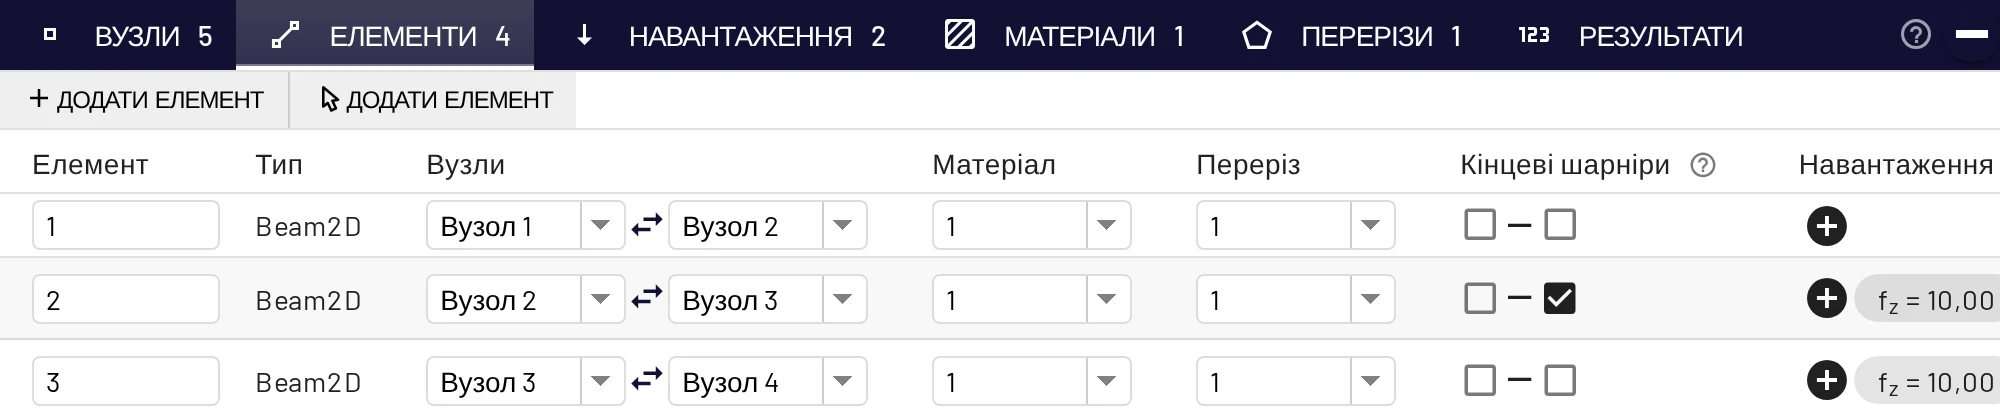 ВУЗЛИ 5 ЕЛЕМЕНТИ 4 НАВАНТАЖЕННЯ 2 МАТЕРІАЛИ 1 ПЕРЕРІЗИ 1 123 РЕЗУЛЬТАТИ ?
+ ДОДАТИ ЕЛЕМЕНТ ДОДАТИ ЕЛЕМЕНТ
Елемент Тип Вузли Матеріал Переріз Кінцеві шарніри ? Навантаження
1 Beam2D Вузол 1 Вузол 2 1 1
2 Beam2D Вузол 2 Вузол 3 1 1 fz = 10,00
3 Beam2D Вузол 3 Вузол 4 1 1 fz = 10,00